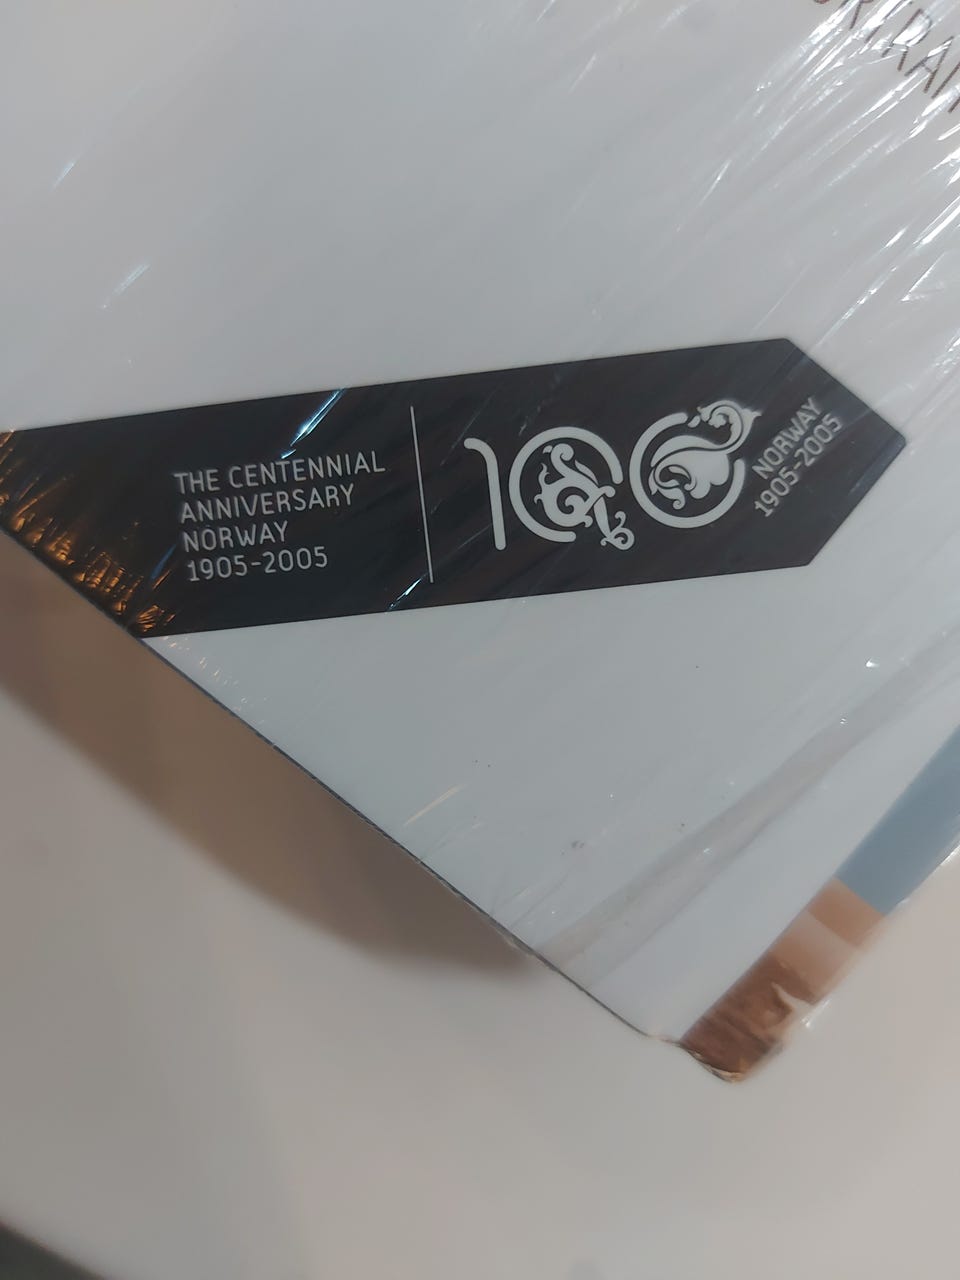 THE CENTENNIAL
ANNIVERSARY
NORWAY
1905-2005
100
NORWAY
1905-2005